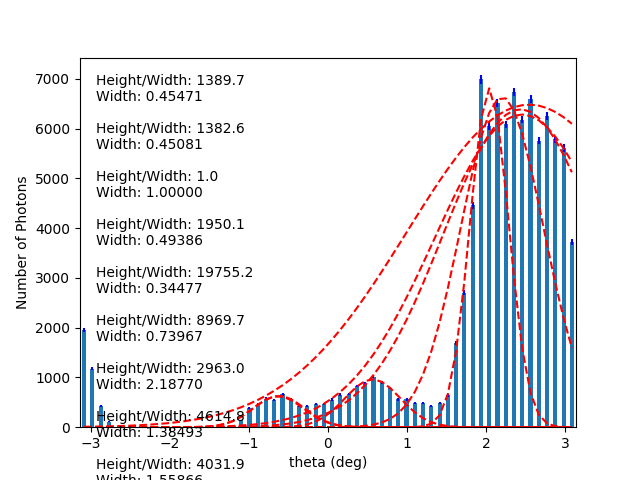 Height/Width: 1389.7
Width: 0.45471
Height/Width: 1382.6
Width: 0.45081
Height/Width: 1.0
Width: 1.00000
Height/Width: 1950.1
Width: 0.49386
Height/Width: 19755.2
Width: 0.34477
Height/Width: 8969.7
Width: 0.73967
Height/Width: 2963.0
Width: 2.18770
Height/Width: 4614.8
Width: 1.38493
Height/Width: 4031.9
Width: 1.55866
Number of Photons
7000
6000
5000
4000
3000
2000
1000
0
−3 −2 −1 0 1 2 3
theta (deg)